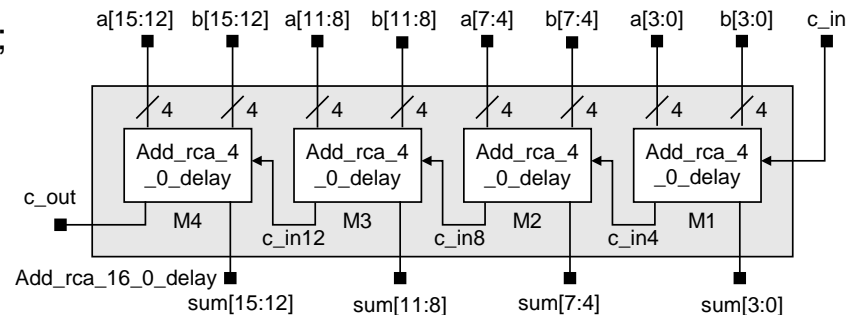 ;
a[15:12] b[15:12] a[11:8] b[11:8] a[7:4] b[7:4] a[3:0] b[3:0] c_in
4 4 4 4 4 4 4 4
Add_rca_4 Add_rca_4 Add_rca_4 Add_rca_4
_0_delay _0_delay _0_delay _0_delay
c_out
M4 M3 M2 M1
c_in12 c_in8 c_in4
Add_rca_16_0_delay
sum[15:12] sum[11:8] sum[7:4] sum[3:0]